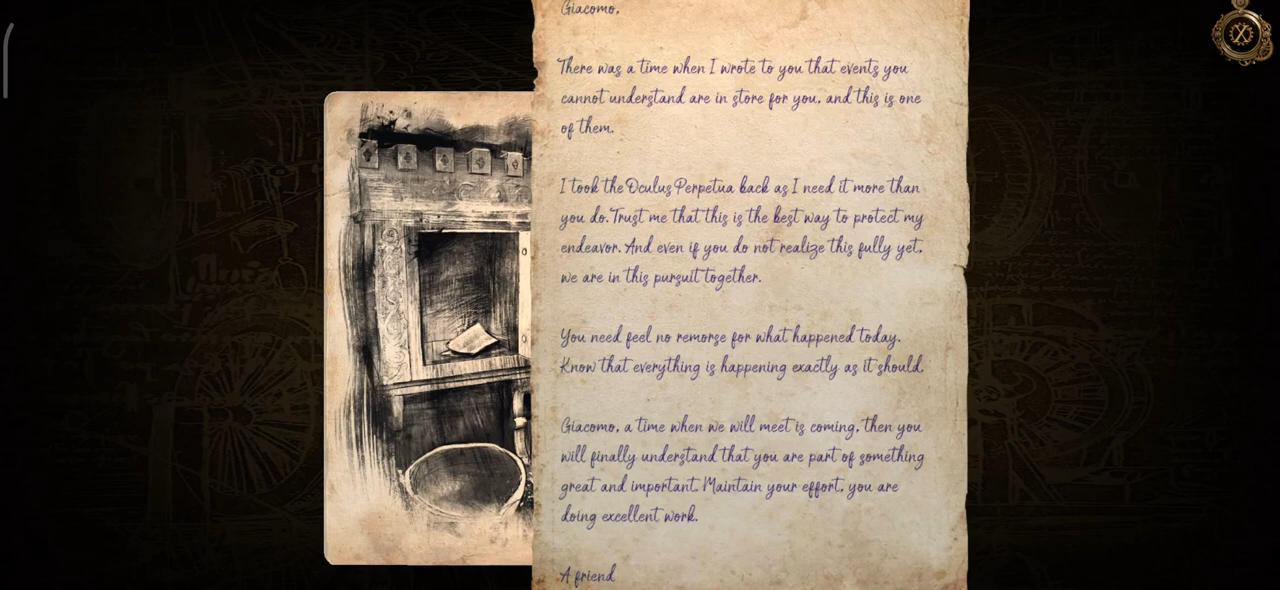 Giacomo,
There was a time when I wrote to you that events you
cannot understand are in store for you, and this is one
of them.
I took the Oculus Perpetua back as I need it more than
you do. Trust me that this is the best way to protect my
endeavor. And even if you do not realize this fully yet,
we are in this pursuit together.
You need feel no remorse for what happened today.
Know that everything is happening exactly as it should.
Giacomo, a time when we will meet is coming, then you
will finally understand that you are part of something
great and important. Maintain your effort, you are
doing excellent work.
A friend